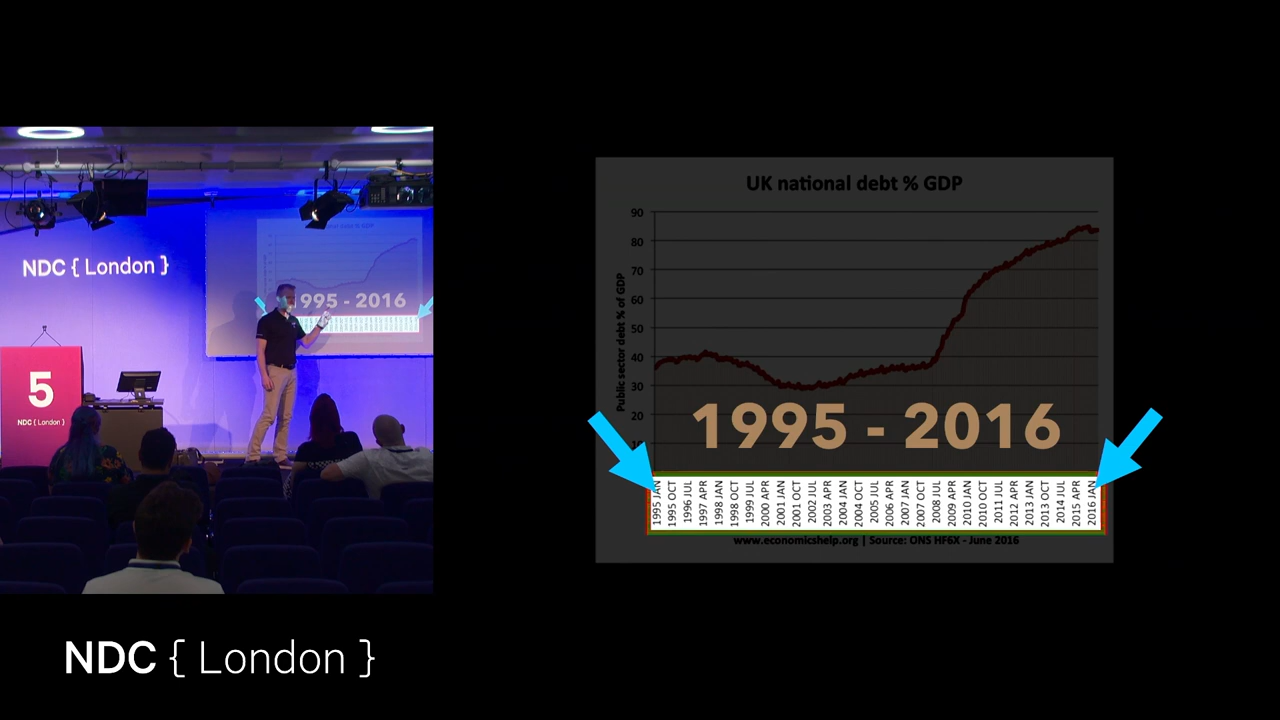 NDC { London }
1995 - 2016
5
NDC { London }
NDC { London }
UK national debt % GDP
Public sector debt % of GDP
90
80
70
60
50
40
30
20
10
1995 - 2016
1995 JAN
1995 OCT
1996 JUL
1997 APR
1998 JAN
1998 OCT
1999 JUL
2000 APR
2001 JAN
2001 OCT
2002 JUL
2003 APR
2004 JAN
2004 OCT
2005 JUL
2006 APR
2007 JAN
2007 OCT
2008 JUL
2009 APR
2010 JAN
2010 OCT
2011 JUL
2012 APR
2013 JAN
2013 OCT
2014 JUL
2015 APR
2016 JAN
www.economicshelp.org | Source: ONS HF6X - June 2016